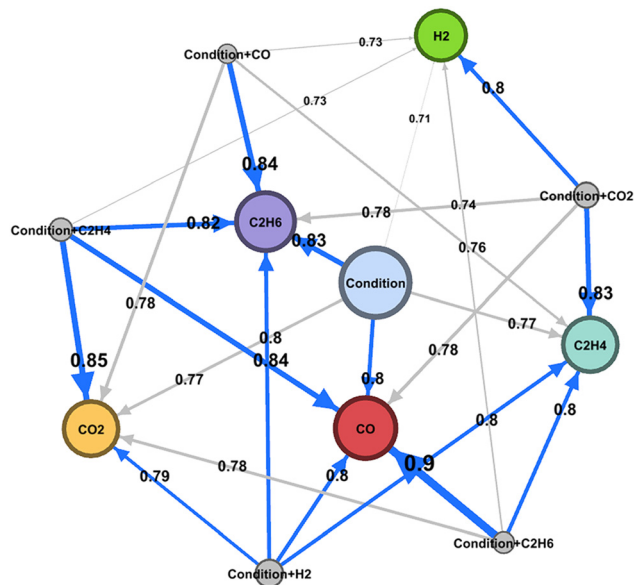 H2
0.73
Condition+CO
0.8
0.73
0.71
0.84
Condition+CO2
0.78
0.74
C2H6
0.82
Condition+C2H4
0.83
0.76
Condition
0.83
0.78
0.77
0.8
C2H4
0.78
0.84
0.85
0.77
0.8
0.8
0.8
CO2
CO
0.9
0.78
0.79
0.8
Condition+C2H6
Condition+H2